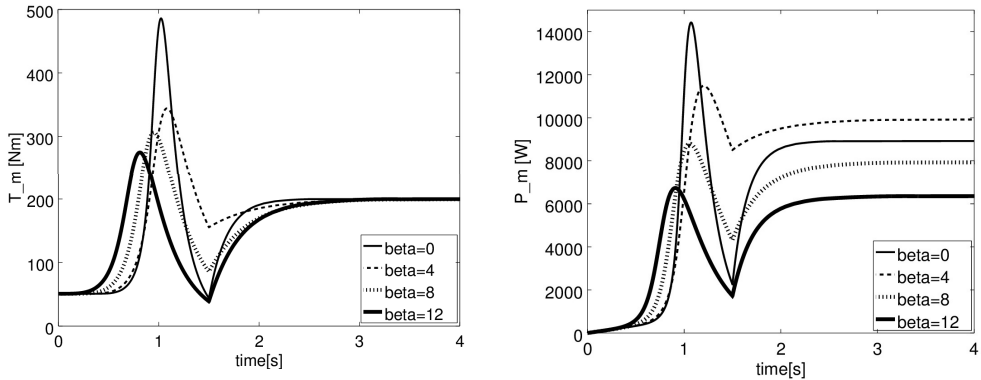 500
400
300
200
100
0
T_m [Nm]
0 1 2 3 4
time[s]
beta=0
beta=4
beta=8
beta=12
14000
12000
10000
8000
6000
4000
2000
0
P_m [W]
0 1 2 3 4
time[s]
beta=0
beta=4
beta=8
beta=12